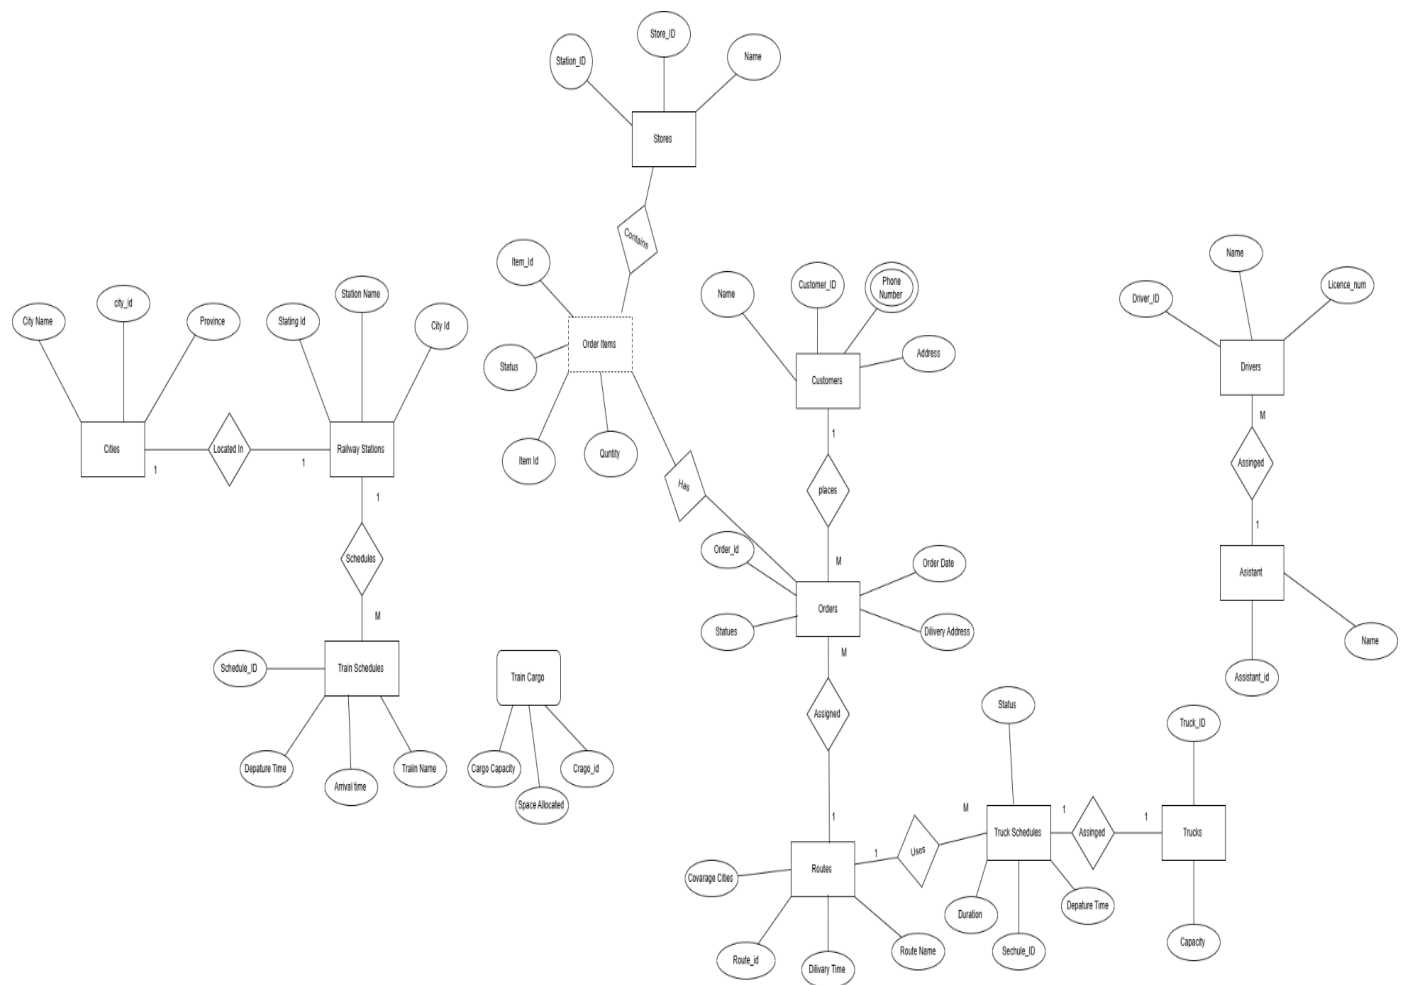 Store_ID
Station_ID
Name
Stores
Contains
Item_Id
Order Items
Status
Item Id
Quntity
Has
Name
Customer_ID
Phone
Number
Address
Customers
1
places
M
Name
Driver_ID
Licence_num
Drivers
M
Assinged
1
Asistant
Name
Assistant_id
City Name
city_id
Province
Cities
1
Located In
1
Stating Id
Station Name
City Id
Railway Stations
1
Schedules
M
Train Schedules
Schedule_ID
Depature Time
Arrival time
Traiin Name
Train Cargo
Cargo Capacity
Space Allocated
Crago_id
Order_id
Order Date
Statues
Orders
Dilivery Address
M
Assigned
1
Routes
Covarage Cities
Route_id
Dilivary Time
Route Name
1
Uses
M
Status
Truck Schedules
Duration
Sechule_ID
Depature Time
1
Assinged
1
Truck_ID
Trucks
Capacity